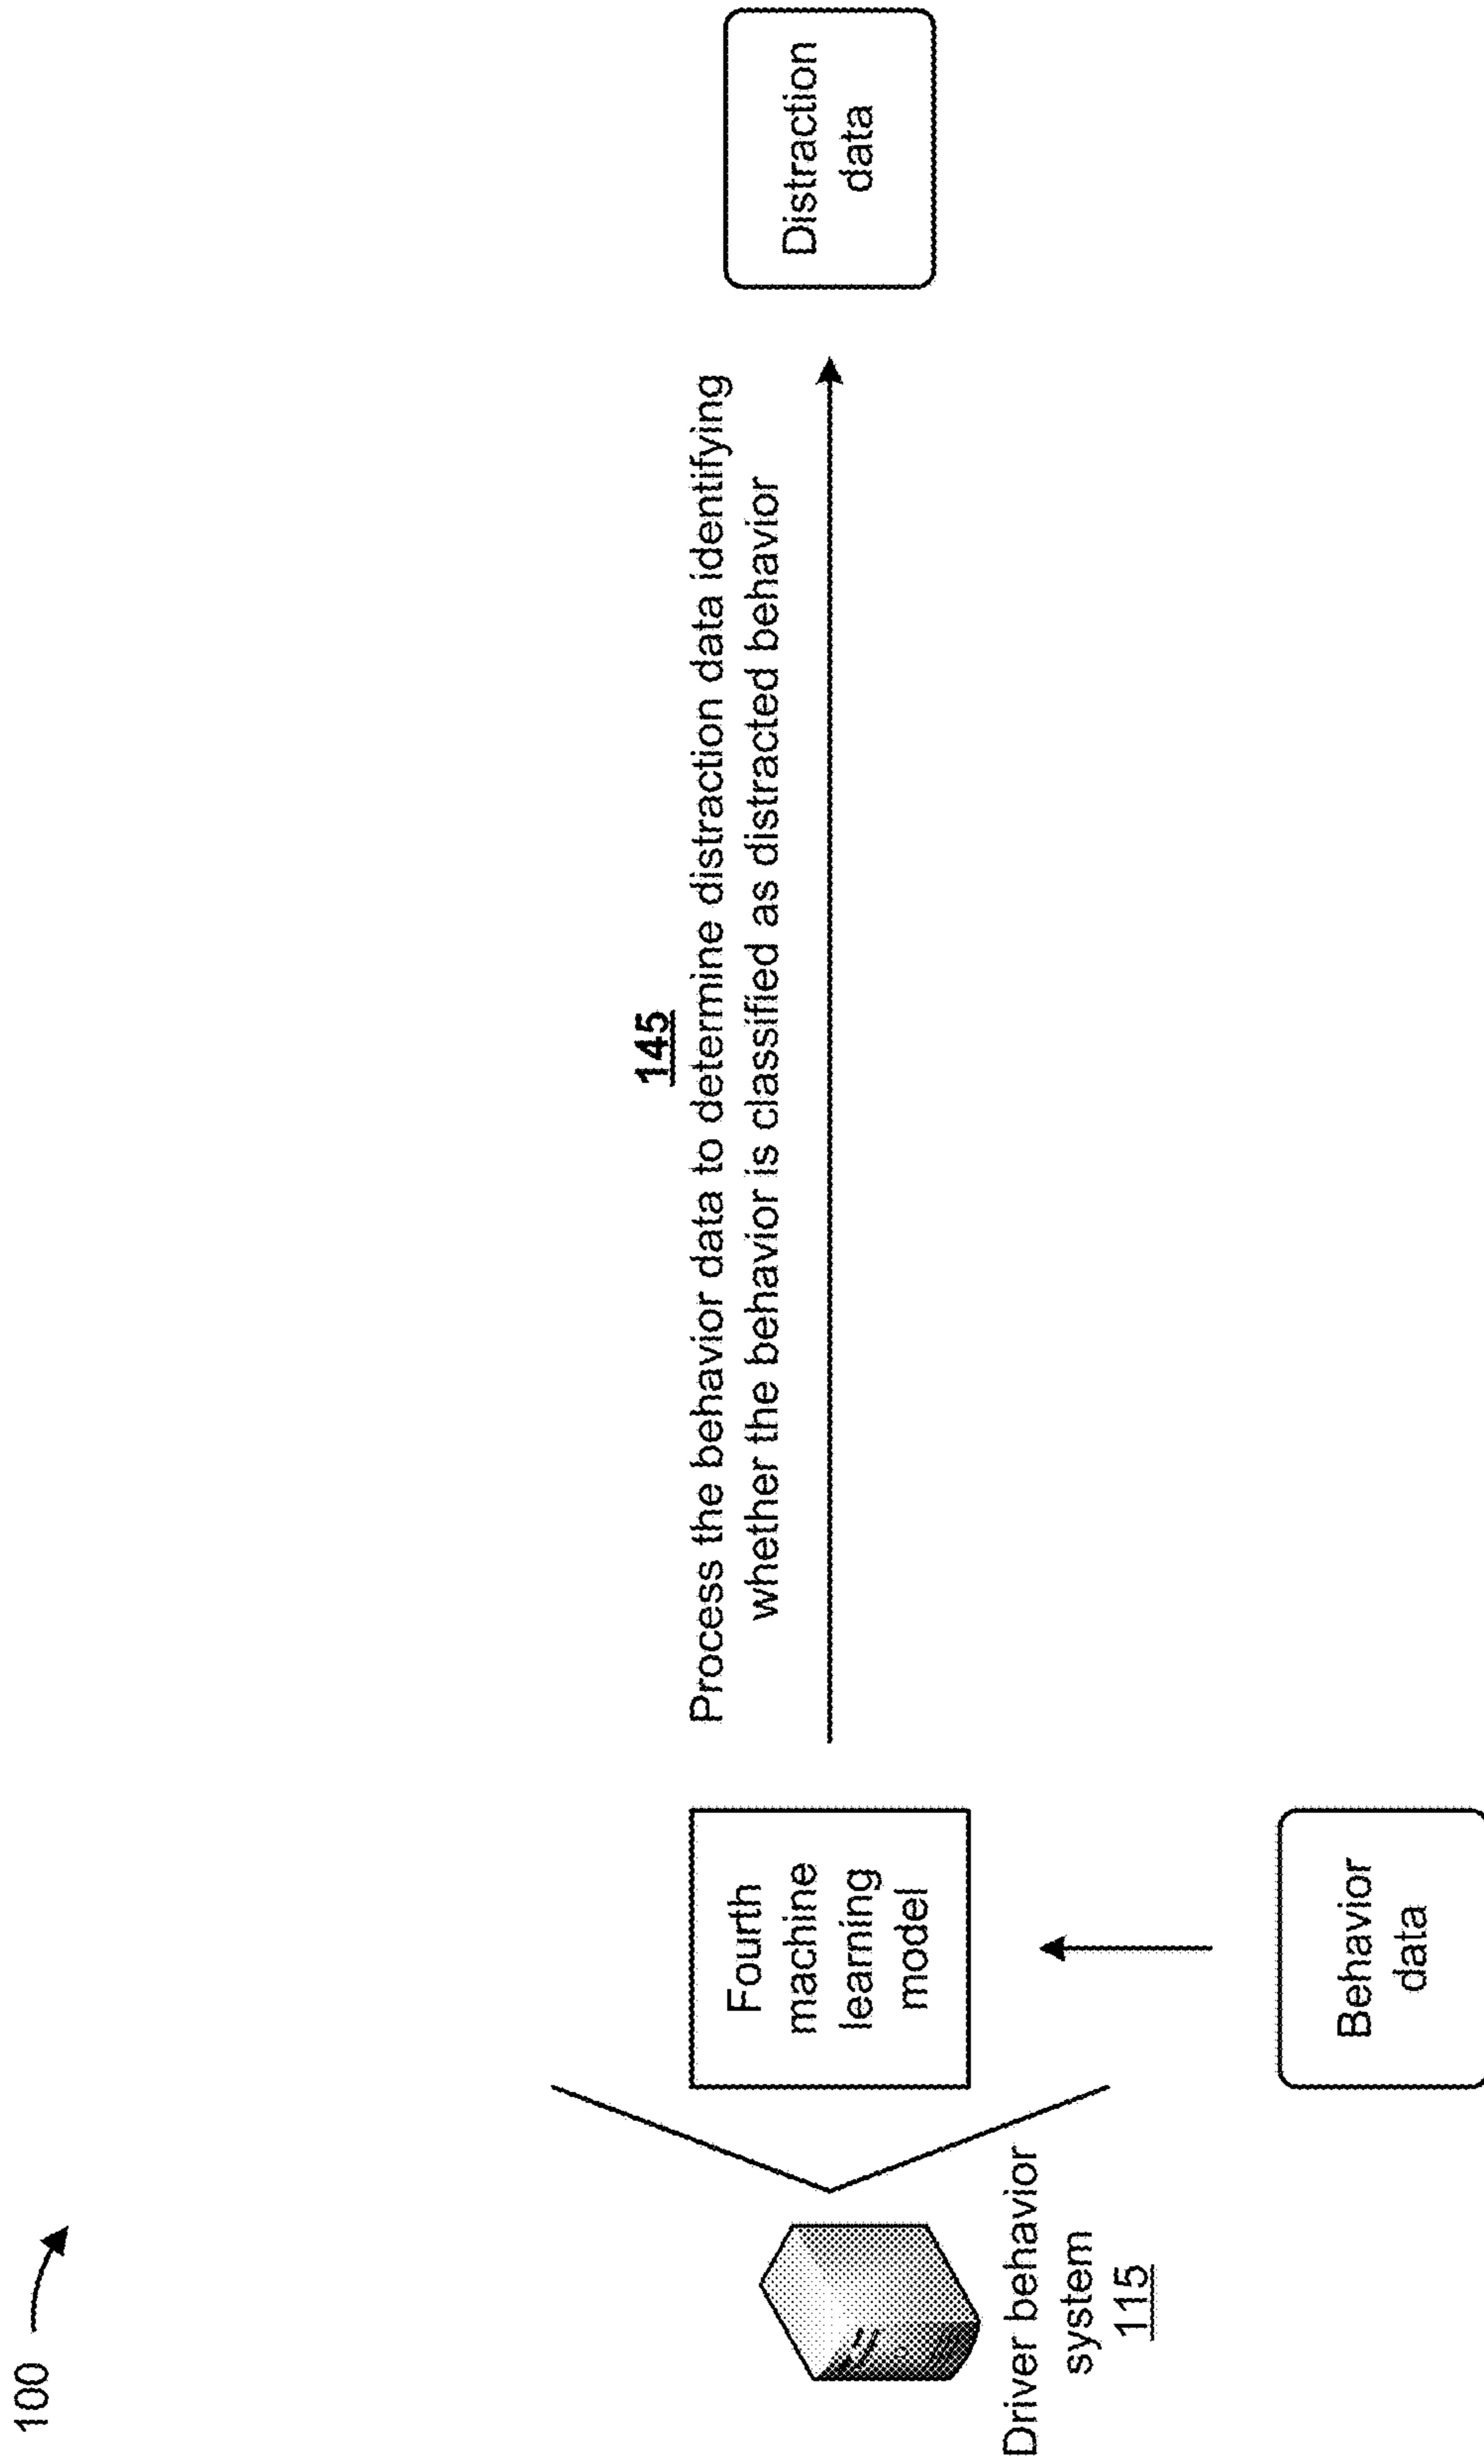 100
145
Process the behavior data to determine distraction data identifying
whether the behavior is classified as distracted behavior
Fourth
machine
learning
model
Distraction
data
Driver behavior
system
115
Behavior
data